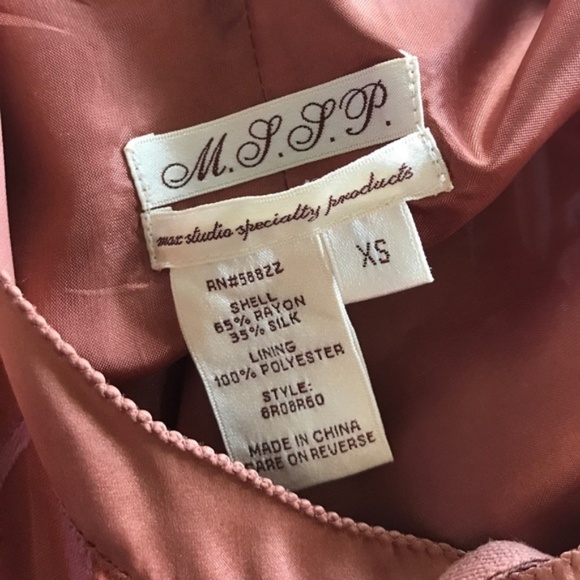 M.S.S.P.
max studio specialty products
XS
RN#58822
SHELL
65% RAYON
35% SILK
LINING
100% POLYESTER
STYLE:
6R08R60
MADE IN CHINA
CARE ON REVERSE